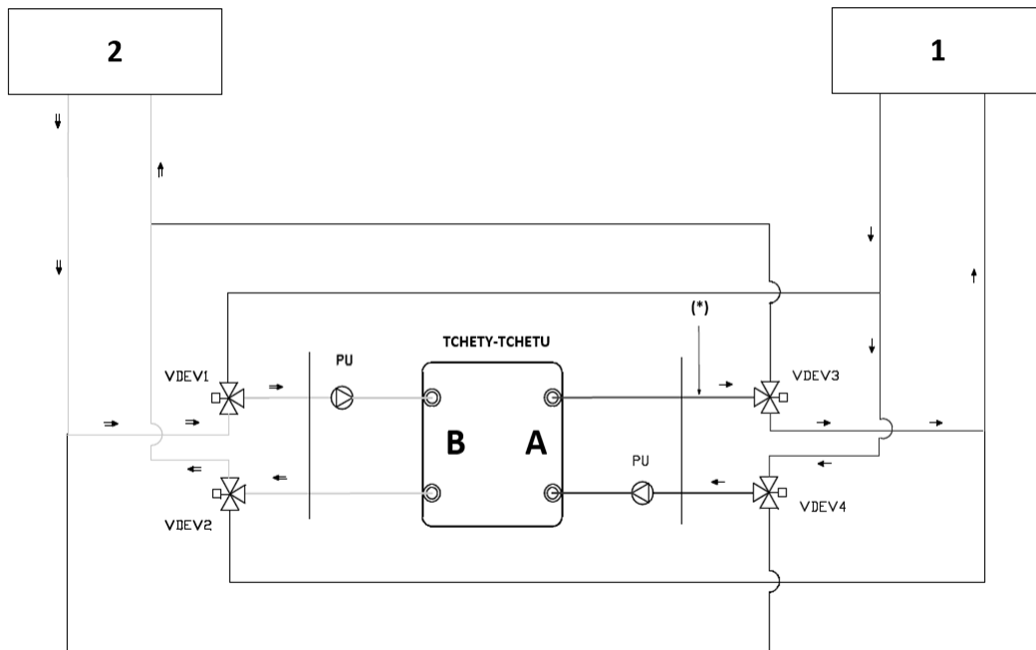 2
1
(*)
TCHETY-TCHETU
VDEV1
PU
VDEV3
B
A
PU
VDEV2
VDEV4